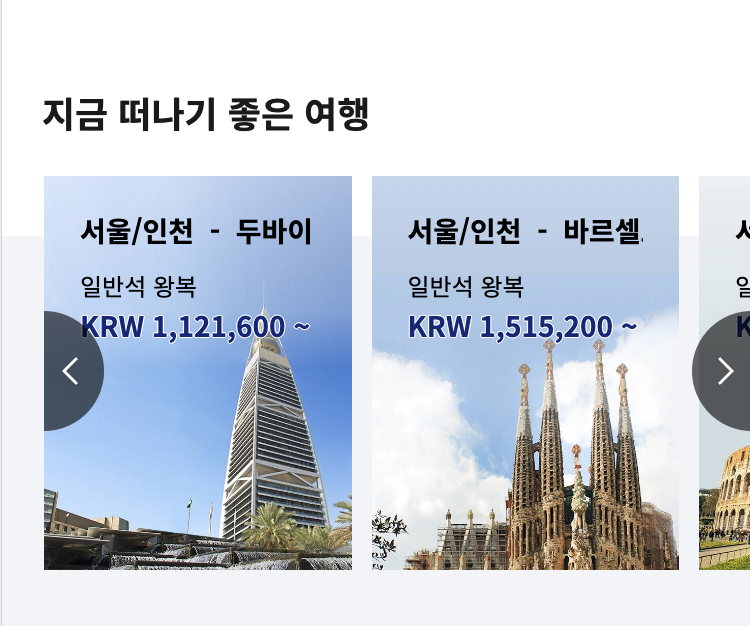 지금 떠나기 좋은 여행
서울/인천 - 두바이
일반석 왕복
KRW 1,121,600 ~
서울/인천 - 바르셀
일반석 왕복
KRW 1,515,200 ~